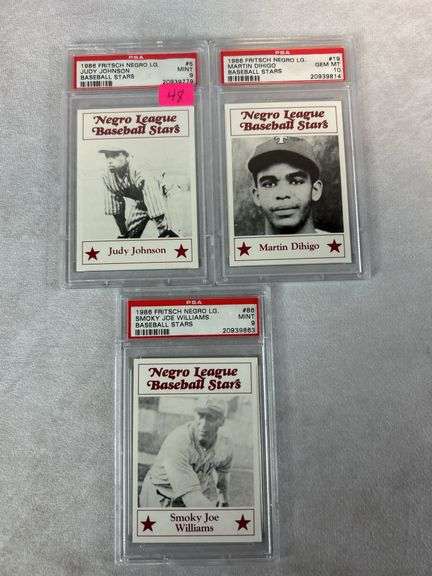 PSA
1986 FRITSCH NEGRO LG. #5
JUDY JOHNSON MINT
BASEBALL STARS 9
20939779
48
Negro League
Baseball Stars
Judy Johnson
PSA
1986 FRITSCH NEGRO LG. #19
MARTIN DIHIGO GEM MT
BASEBALL STARS 10
20939814
Negro League
Baseball Stars
T
Martin Dihigo
PSA
1986 FRITSCH NEGRO LG. #86
SMOKY JOE WILLIAMS MINT
BASEBALL STARS 9
20939863
Negro League
Baseball Stars
Smoky Joe
Williams